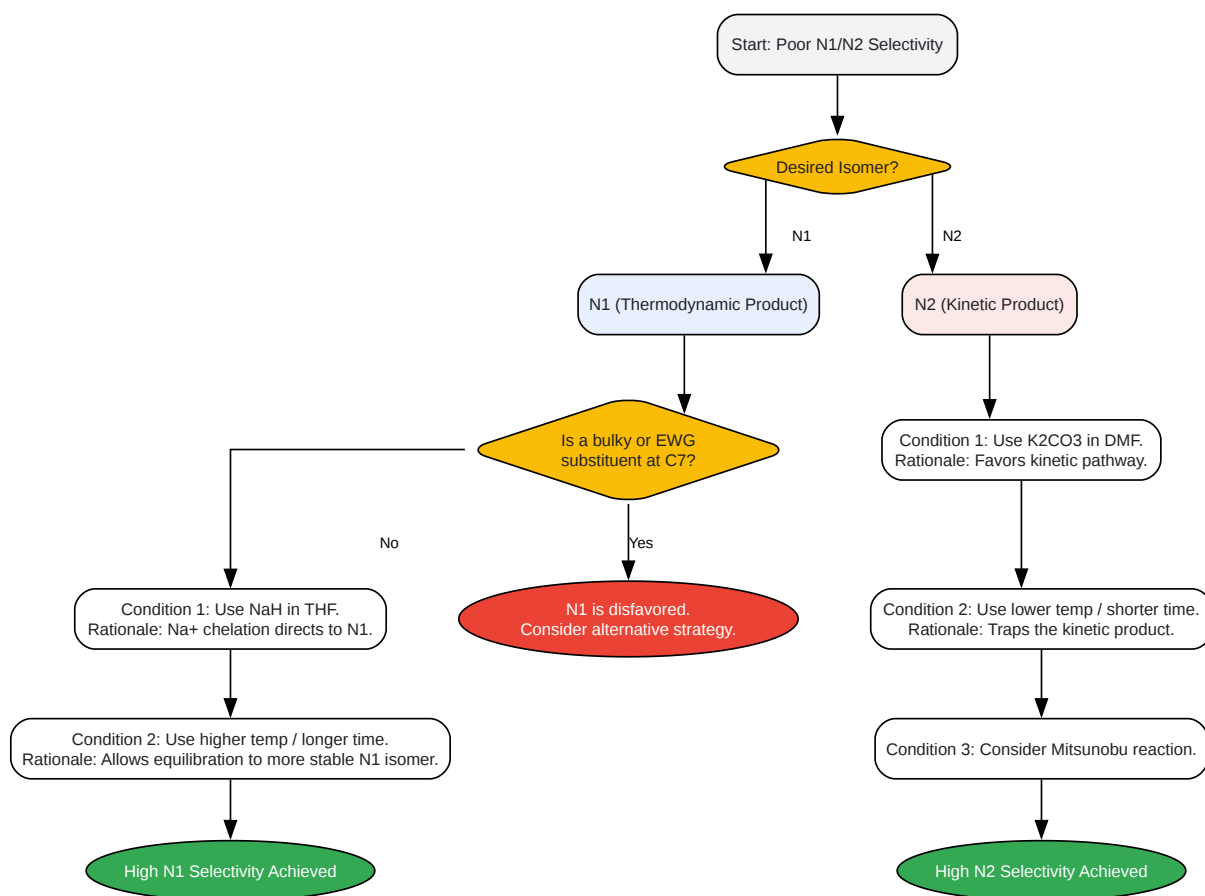 Start: Poor N1/N2 Selectivity
Desired Isomer?
N1
N2
N1 (Thermodynamic Product)
N2 (Kinetic Product)
Is a bulky or EWG
substituent at C7?
Condition 1: Use K2CO3 in DMF.
Rationale: Favors kinetic pathway.
No
Yes
Condition 1: Use NaH in THF.
Rationale: Na+ chelation directs to N1.
N1 is disfavored.
Consider alternative strategy.
Condition 2: Use lower temp / shorter time.
Rationale: Traps the kinetic product.
Condition 2: Use higher temp / longer time.
Rationale: Allows equilibration to more stable N1 isomer.
Condition 3: Consider Mitsunobu reaction.
High N1 Selectivity Achieved
High N2 Selectivity Achieved